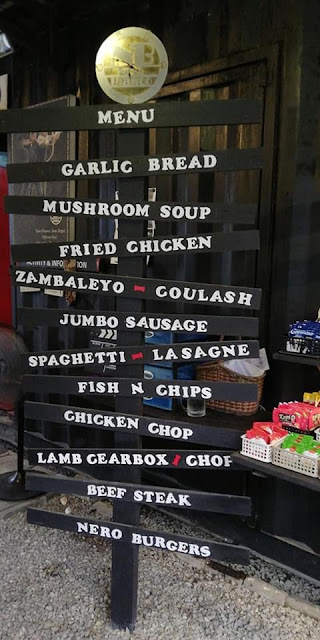 MENU
GARLIC BREAD
MUSHROOM SOUP
FRIED CHICKEN
& INFORMATION
ZAMBALEYO - GOULASH
JUMBO SAUSAGE
SPAGHETTI - LASAGNE
FISH N CHIPS
CHICKEN CHOP
LAMB GEARBOX CHOP
BEEF STEAK
NERO BURGERS